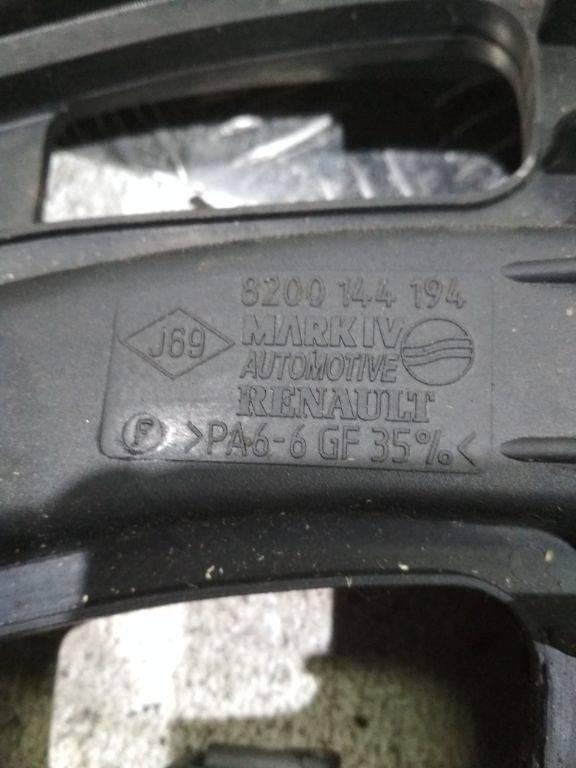 8200 144 194
J69 MARK IV
AUTOMOTIVE
RENAULT
F >PA6-6 GF 35%<